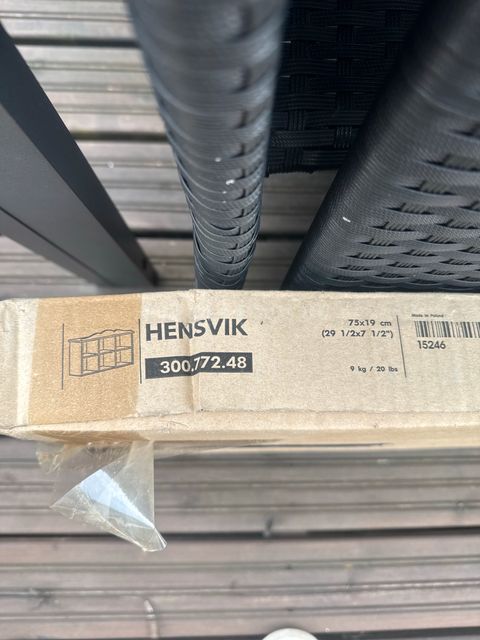 HENSVIK
300.772.48
75x19 cm
(29 1/2x7 1/2")
9 kg / 20 lbs
Made in Poland
15246